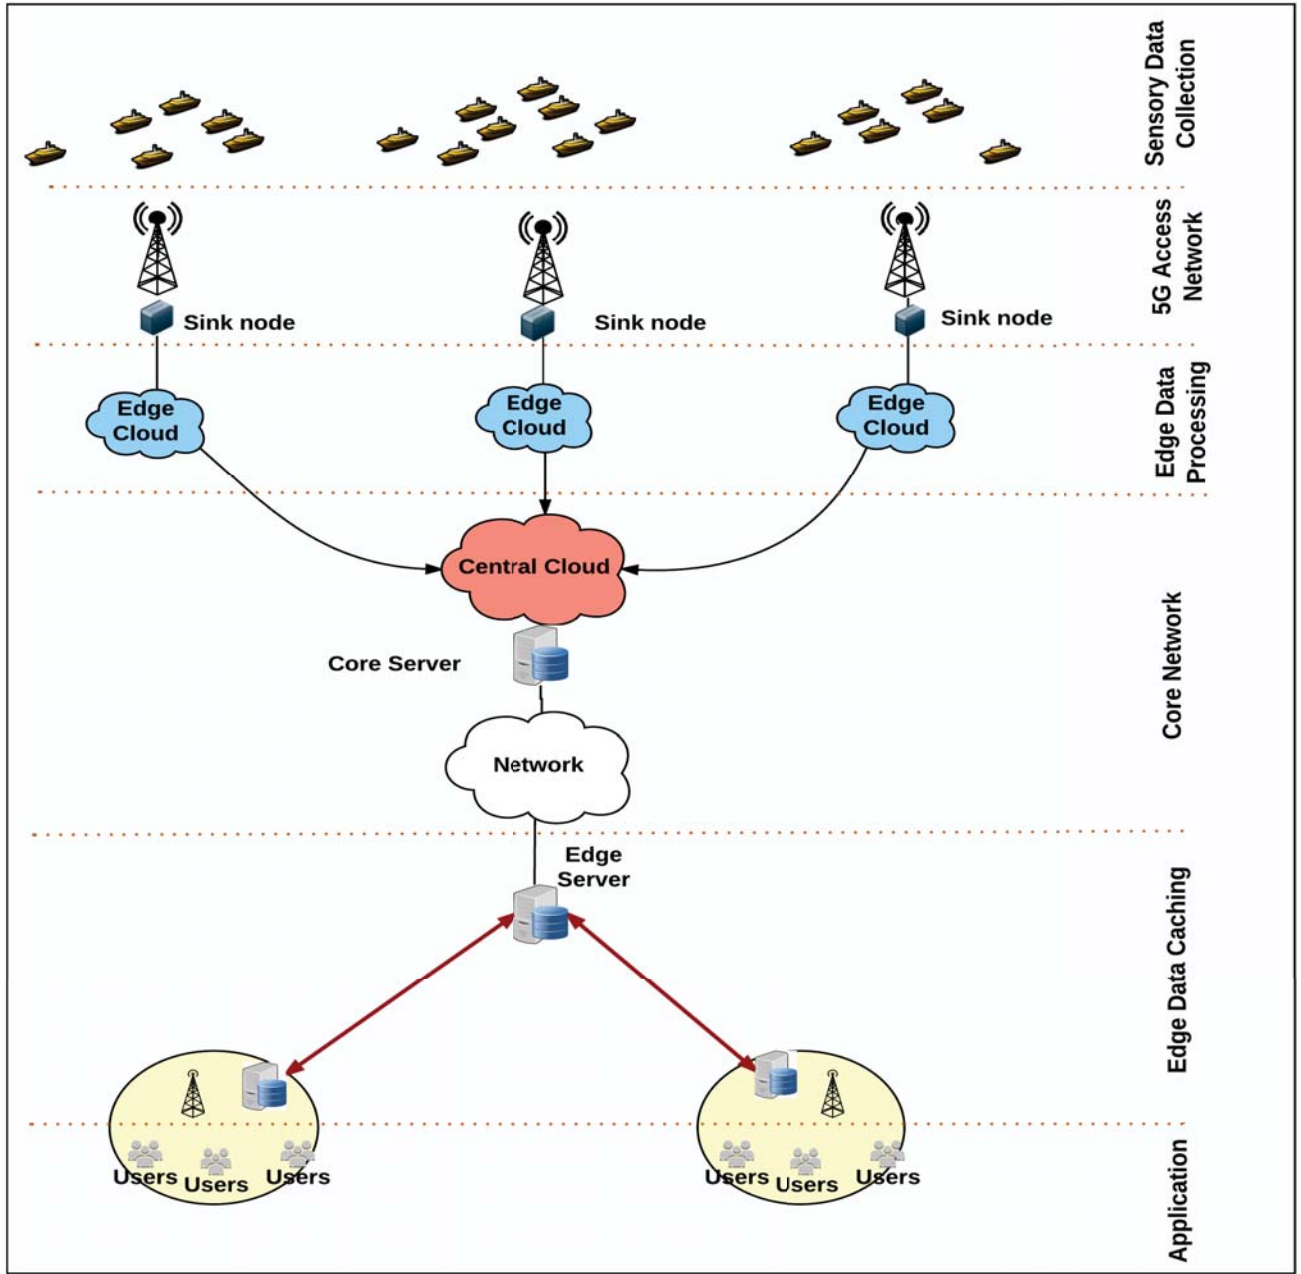 Sensory Data
Collection
5G Access
Network
Sink node
Sink node
Sink node
Edge Data
Processing
Edge
Cloud
Edge
Cloud
Edge
Cloud
Central Cloud
Core Server
Core Network
Network
Edge
Server
Edge Data Caching
Users
Users
Users
Users
Users
Users
Application